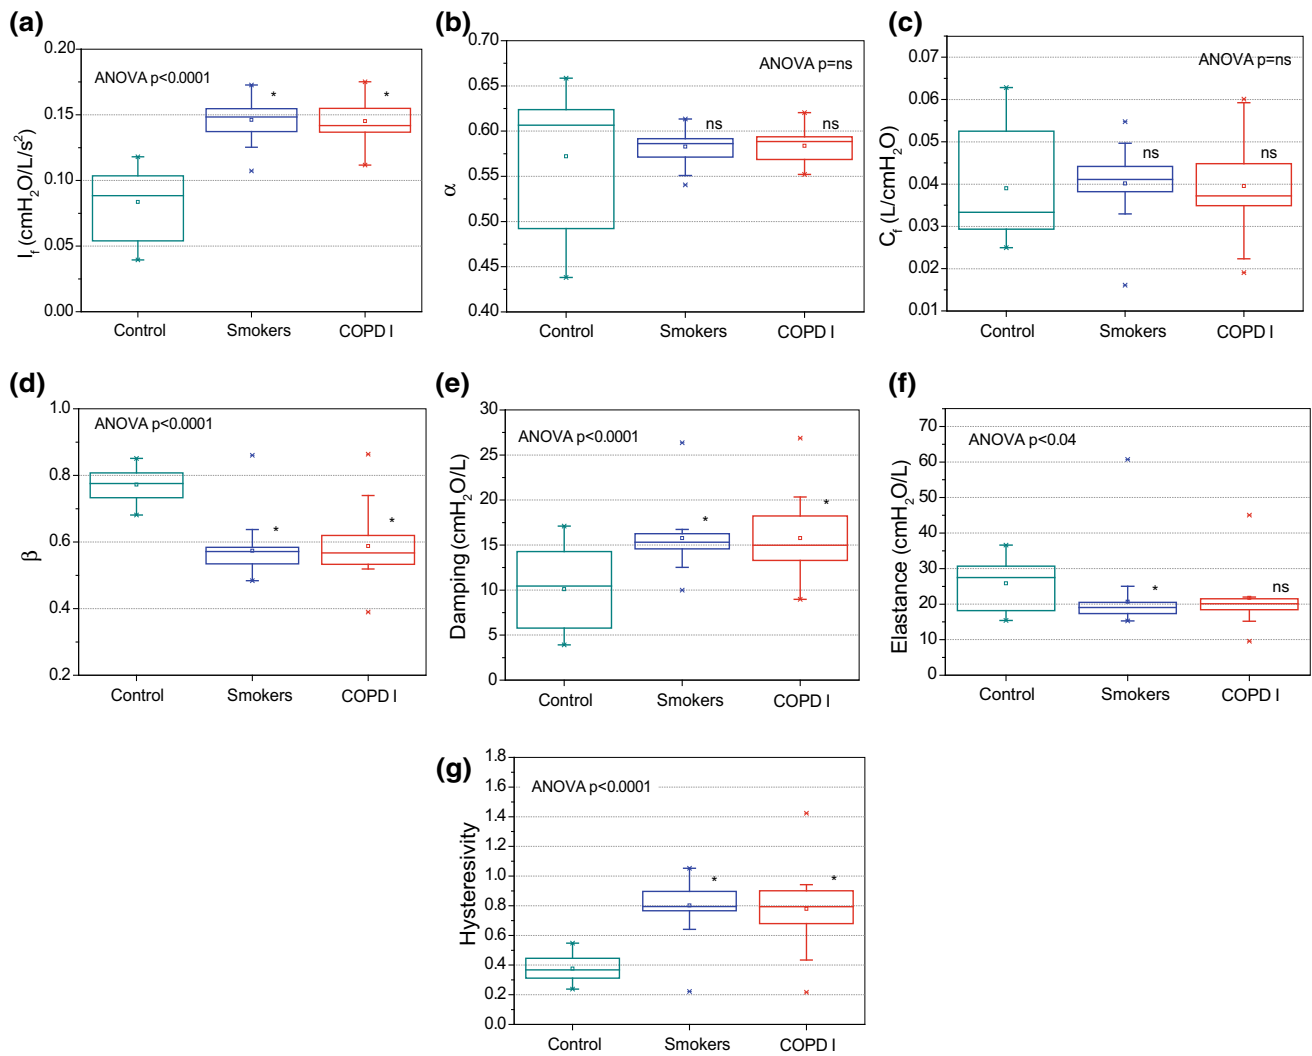 (a)
0.20
0.15
0.10
0.05
0.00
I_f (cmH₂O/L/s²)
ANOVA p<0.0001
*
*
Control Smokers COPD I
(b)
0.70
0.65
0.60
0.55
0.50
0.45
0.40
α
ANOVA p=ns
ns
ns
Control Smokers COPD I
(c)
0.07
0.06
0.05
0.04
0.03
0.02
0.01
C_f (L/cmH₂O)
ANOVA p=ns
ns
ns
Control Smokers COPD I
(d)
1.0
0.8
0.6
0.4
0.2
β
ANOVA p<0.0001
*
*
Control Smokers COPD I
(e)
30
25
20
15
10
5
0
Damping (cmH₂O/L)
ANOVA p<0.0001
*
*
Control Smokers COPD I
(f)
70
60
50
40
30
20
10
0
Elastance (cmH₂O/L)
ANOVA p<0.04
*
ns
Control Smokers COPD I
(g)
1.8
1.6
1.4
1.2
1.0
0.8
0.6
0.4
0.2
0.0
Hysteresivity
ANOVA p<0.0001
*
*
Control Smokers COPD I